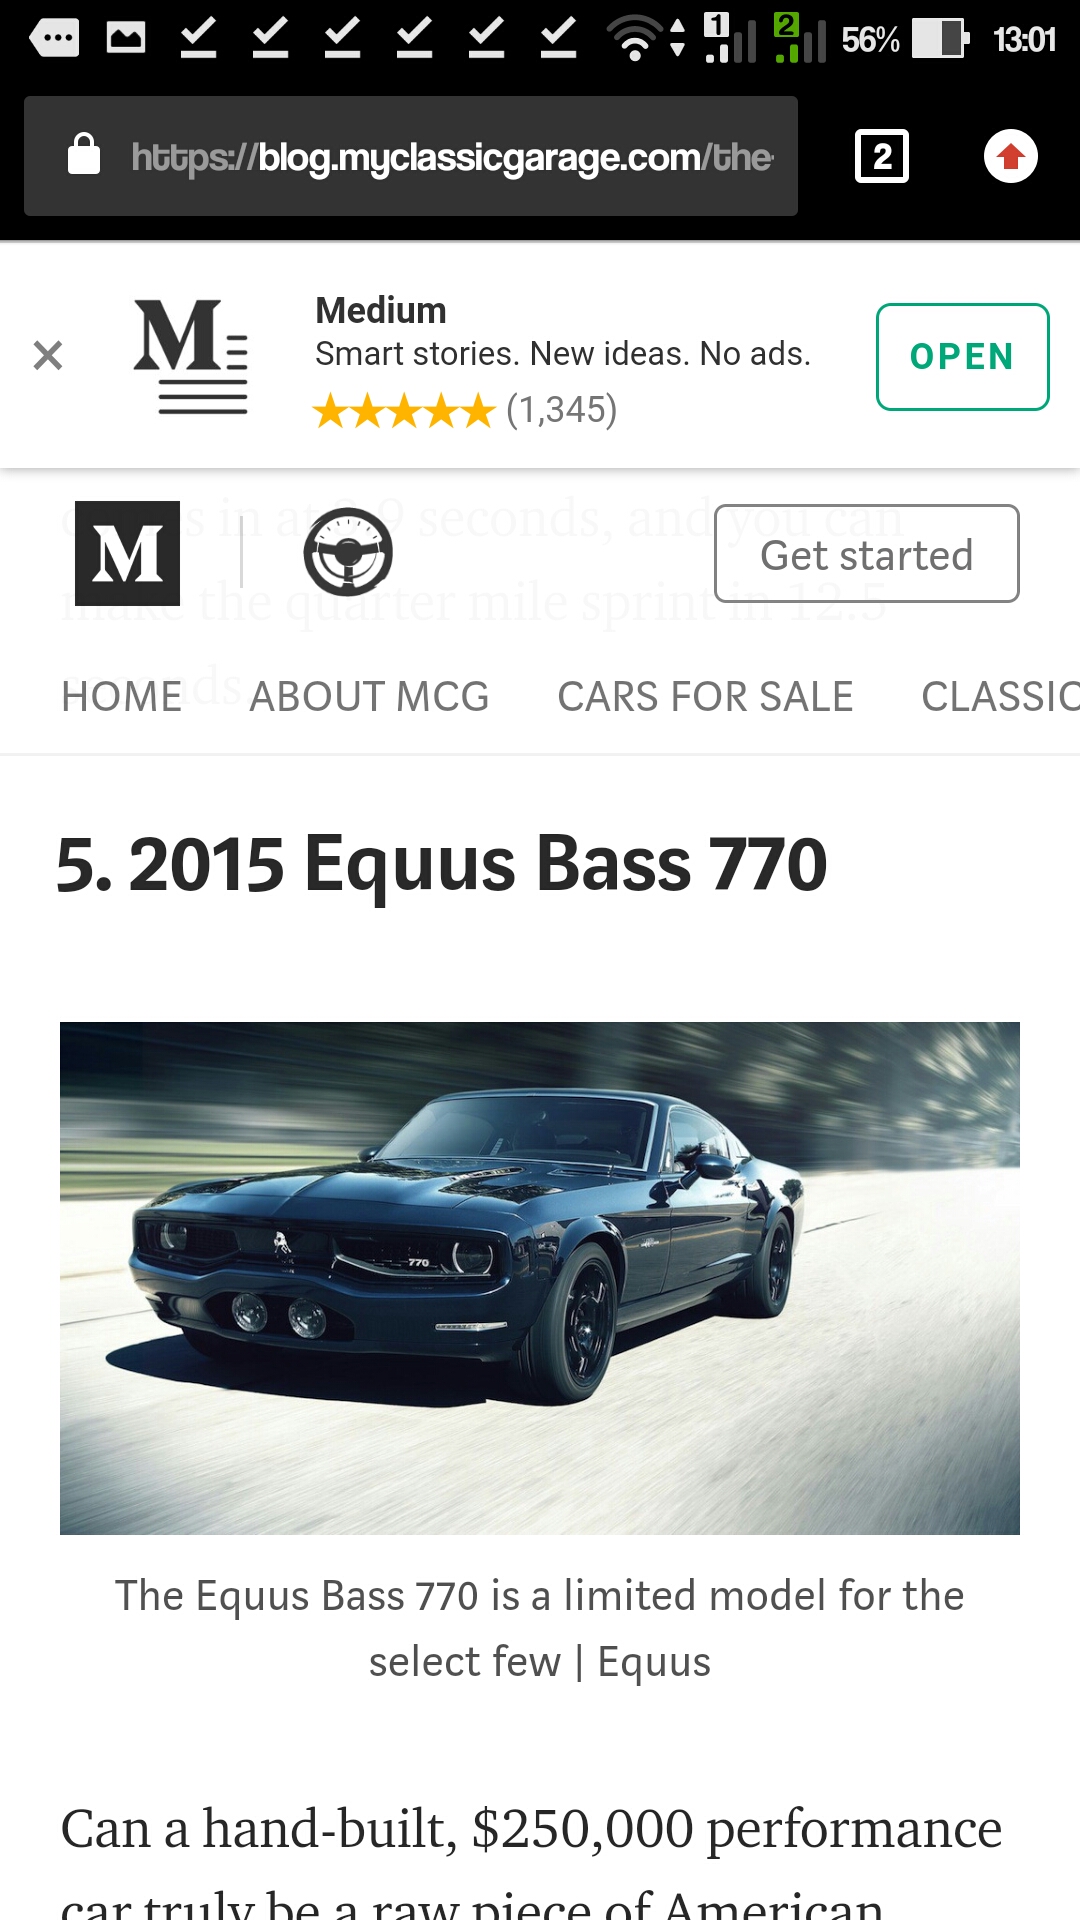 1 2 56% 13:01
https://blog.myclassicgarage.com/the
2
Medium
Smart stories. New ideas. No ads.
(1,345)
OPEN
in at 9 seconds, and you can
M
Get started
make the quarter mile sprint in 12.5
HOME ABOUT MCG CARS FOR SALE CLASSIC
5. 2015 Equus Bass 770
770
The Equus Bass 770 is a limited model for the
select few | Equus
Can a hand-built, $250,000 performance
car truly be a raw piece of American